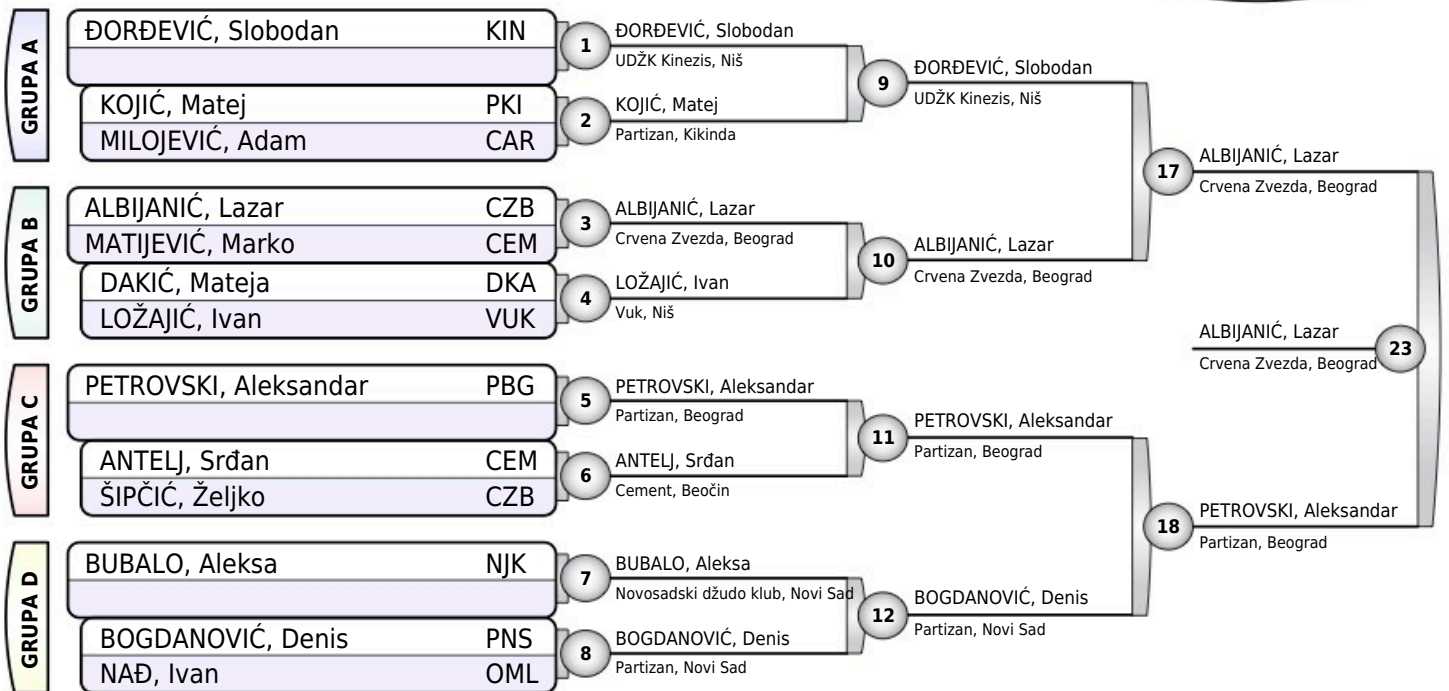 GRUPA A
ĐORĐEVIĆ, Slobodan KIN
KOJIĆ, Matej PKI
MILOJEVIĆ, Adam CAR
GRUPA B
ALBIJANIĆ, Lazar CZB
MATIJEVIĆ, Marko CEM
DAKIĆ, Mateja DKA
LOŽAJIĆ, Ivan VUK
GRUPA C
PETROVSKI, Aleksandar PBG
ANTELJ, Srđan CEM
ŠIPČIĆ, Željko CZB
GRUPA D
BUBALO, Aleksa NJK
BOGDANOVIĆ, Denis PNS
NAĐ, Ivan OML
1
ĐORĐEVIĆ, Slobodan
UDŽK Kinezis, Niš
2
KOJIĆ, Matej
Partizan, Kikinda
3
ALBIJANIĆ, Lazar
Crvena Zvezda, Beograd
4
LOŽAJIĆ, Ivan
Vuk, Niš
5
PETROVSKI, Aleksandar
Partizan, Beograd
6
ANTELJ, Srđan
Cement, Beočin
7
BUBALO, Aleksa
Novosadski džudo klub, Novi Sad
8
BOGDANOVIĆ, Denis
Partizan, Novi Sad
9
ĐORĐEVIĆ, Slobodan
UDŽK Kinezis, Niš
10
ALBIJANIĆ, Lazar
Crvena Zvezda, Beograd
11
PETROVSKI, Aleksandar
Partizan, Beograd
12
BOGDANOVIĆ, Denis
Partizan, Novi Sad
17
ALBIJANIĆ, Lazar
Crvena Zvezda, Beograd
18
PETROVSKI, Aleksandar
Partizan, Beograd
ALBIJANIĆ, Lazar
Crvena Zvezda, Beograd
23